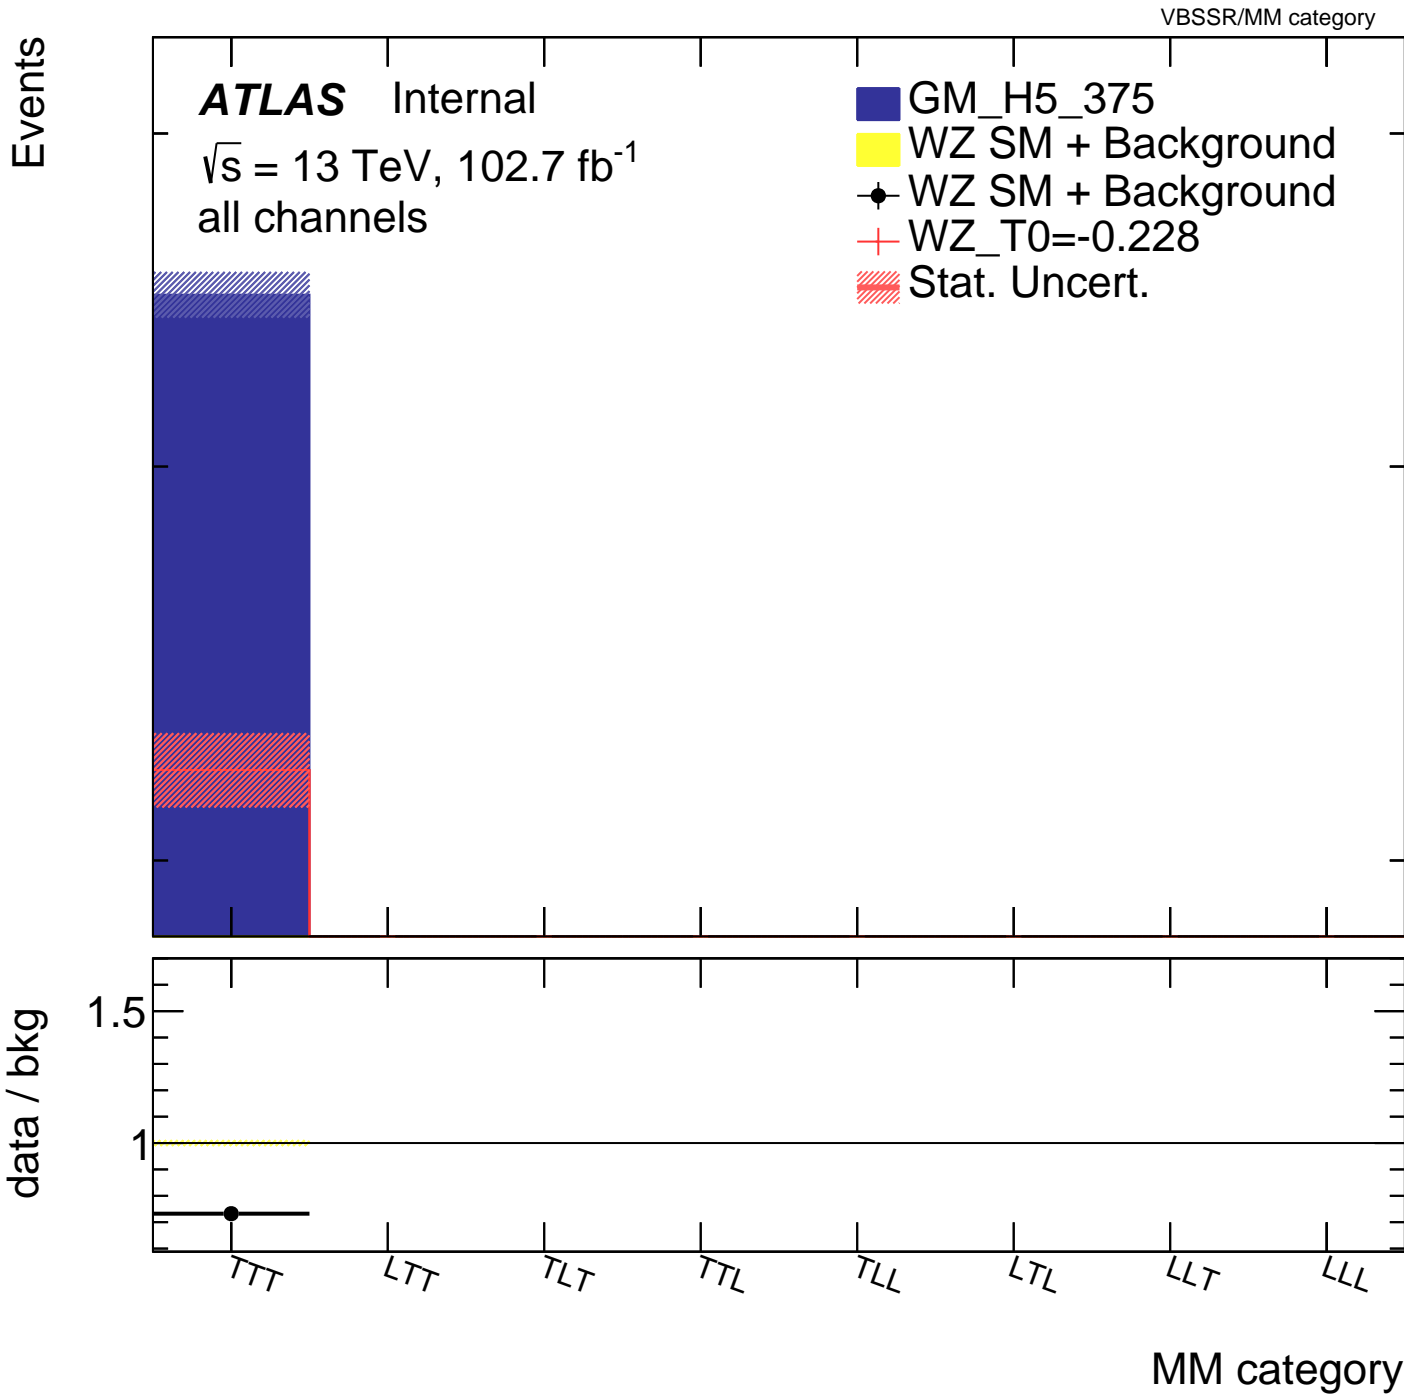 VBSSR/MM category
Events
ATLAS Internal
√s = 13 TeV, 102.7 fb⁻¹
all channels
GM_H5_375
WZ SM + Background
WZ SM + Background
WZ_T0=-0.228
Stat. Uncert.
data / bkg
1.5
1
TTT LTT TLT TTL TLL LTL LLT LLL
MM category